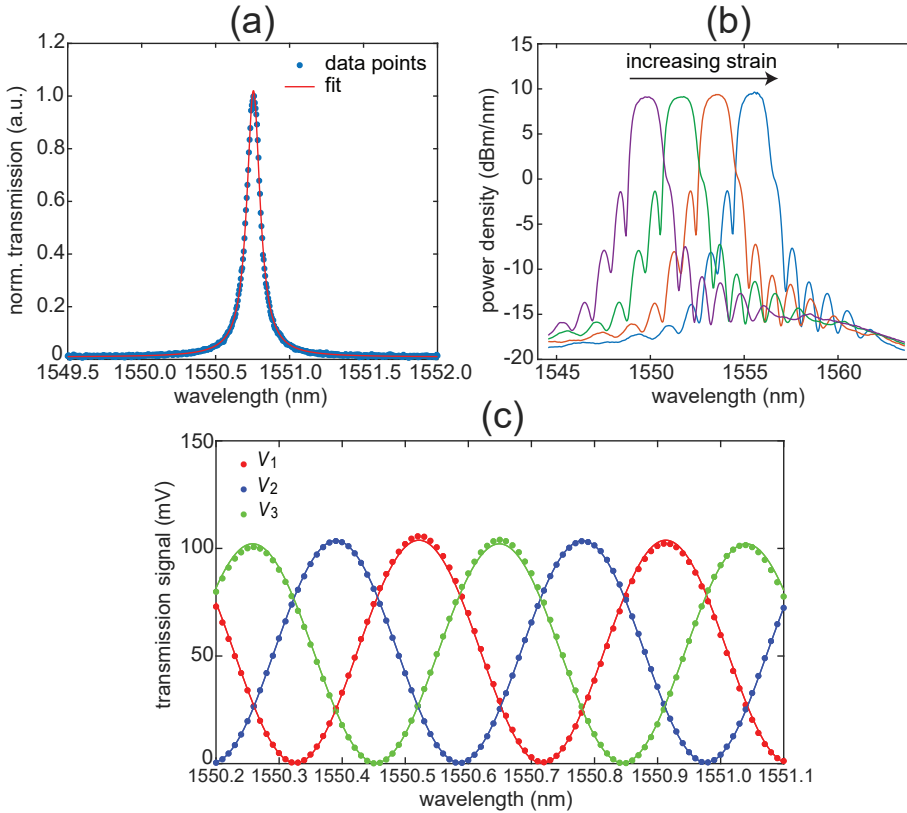 (a)
norm. transmission (a.u.)
1.2
1.0
0.8
0.6
0.4
0.2
0
data points
fit
1549.5 1550.0 1550.5 1551.0 1551.5 1552.0
wavelength (nm)
(b)
power density (dBm/nm)
15
10
5
0
-5
-10
-15
-20
increasing strain
1545 1550 1555 1560
wavelength (nm)
(c)
transmission signal (mV)
150
100
50
0
V1
V2
V3
1550.2 1550.3 1550.4 1550.5 1550.6 1550.7 1550.8 1550.9 1551.0 1551.1
wavelength (nm)